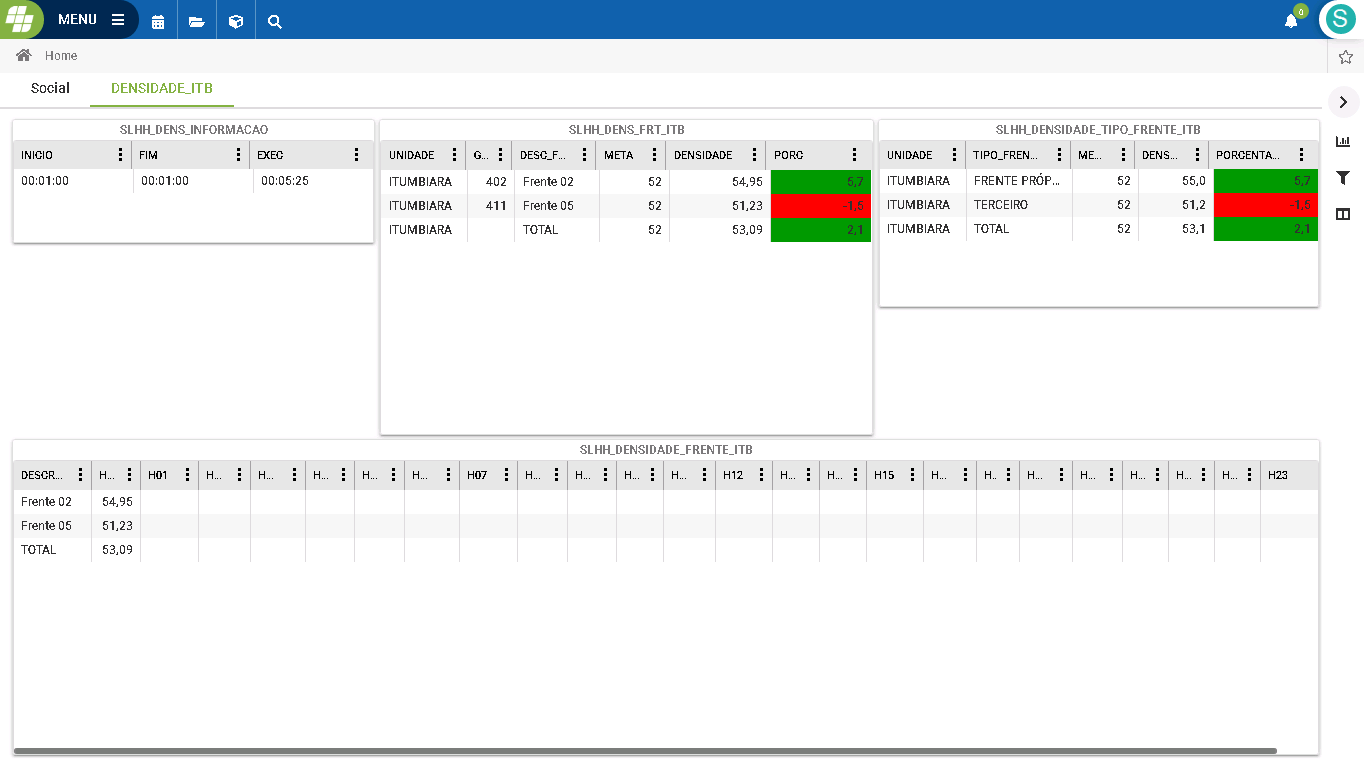 MENU
0
S
Home
Social DENSIDADE_ITB
SLHH_DENS_INFORMACAO
INICIO FIM EXEC
00:01:00 00:01:00 00:05:25
SLHH_DENS_FRT_ITB
UNIDADE G... DESC_F... META DENSIDADE PORC
ITUMBIARA 402 Frente 02 52 54,95 5,7
ITUMBIARA 411 Frente 05 52 51,23 -1,5
ITUMBIARA TOTAL 52 53,09 2,1
SLHH_DENSIDADE_TIPO_FRENTE_ITB
UNIDADE TIPO_FREN... ME... DENS... PORCENTA...
ITUMBIARA FRENTE PRÓP... 52 55,0 5,7
ITUMBIARA TERCEIRO 52 51,2 -1,5
ITUMBIARA TOTAL 52 53,1 2,1
SLHH_DENSIDADE_FRENTE_ITB
DESCR... H... H01 H... H... H... H... H... H07 H... H... H... H... H12 H... H... H15 H... H... H... H... H... H... H... H23
Frente 02 54,95
Frente 05 51,23
TOTAL 53,09